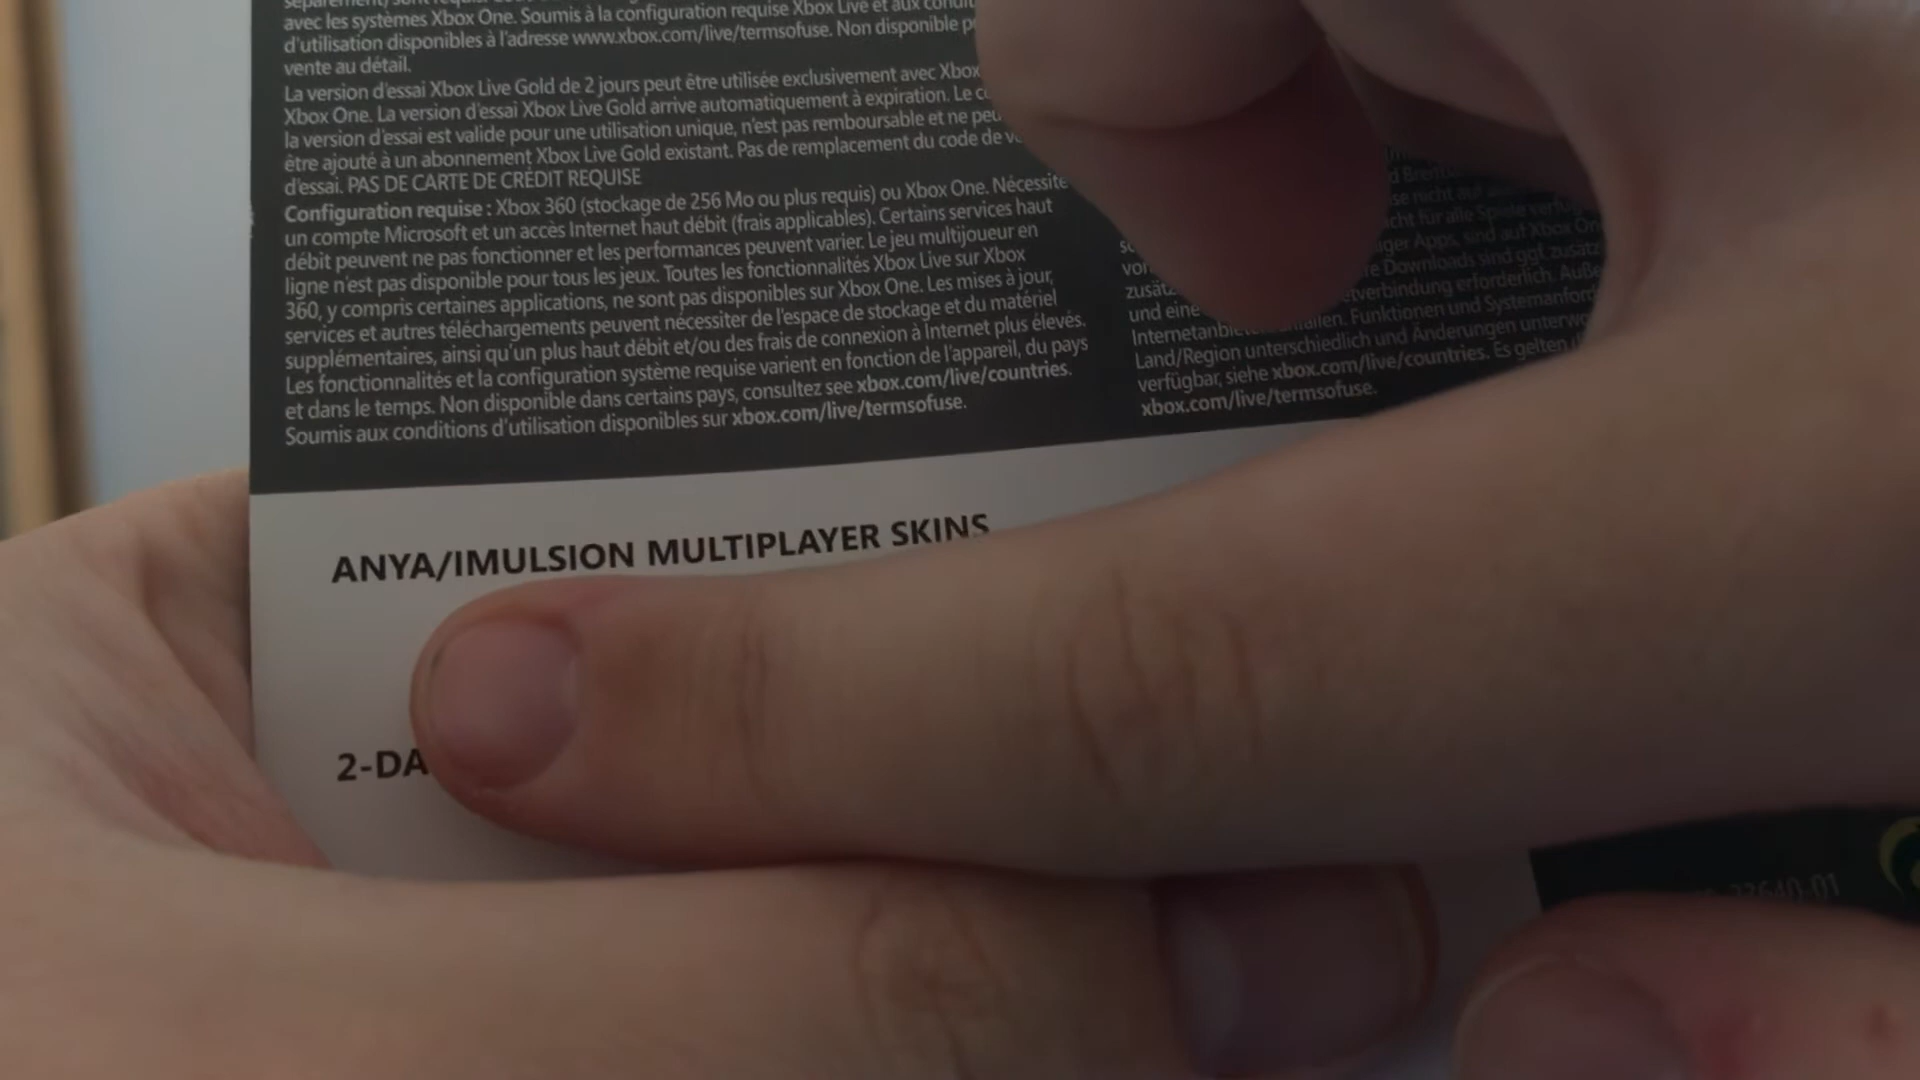 avec les systèmes Xbox One. Soumis à la configuration requise Xbox Live et aux
d'utilisation disponibles à l'adresse www.xbox.com/live/termsofuse. Non disponible
vente au détail.
La version d'essai Xbox Live Gold de 2 jours peut être utilisée exclusivement avec Xbox
Xbox One. La version d'essai Xbox Live Gold arrive automatiquement à expiration. Le
la version d'essai est valide pour une utilisation unique, n'est pas remboursable et ne
être ajouté à un abonnement Xbox Live Gold existant. Pas de remplacement du code de
d'essai. PAS DE CARTE DE CRÉDIT REQUISE
Configuration requise : Xbox 360 (stockage de 256 Mo ou plus requis) ou Xbox One. Nécessite
un compte Microsoft et un accès Internet haut débit (frais applicables). Certains services haut
débit peuvent ne pas fonctionner et les performances peuvent varier. Le jeu multijoueur en
ligne n'est pas disponible pour tous les jeux. Toutes les fonctionnalités Xbox Live sur Xbox
360, y compris certaines applications, ne sont pas disponibles sur Xbox One. Les mises à jour,
services et autres téléchargements peuvent nécessiter de l'espace de stockage et du matériel
supplémentaires, ainsi qu'un plus haut débit et/ou des frais de connexion à Internet plus élevés.
Les fonctionnalités et la configuration système requise varient en fonction de l'appareil, du pays
et dans le temps. Non disponible dans certains pays, consultez see xbox.com/live/countries.
Soumis aux conditions d'utilisation disponibles sur xbox.com/live/termsofuse.
nicht auf
für alle Spiele
Apps, sind auf Xbox
Downloads sind ggf.
erforderlich.
und eine
Funktionen und
Land/Region unterschiedlich und Änderungen
verfügbar, siehe xbox.com/live/countries. Es gelten
xbox.com/live/termsofuse.
ANYA/IMULSION MULTIPLAYER SKINS
2-DA